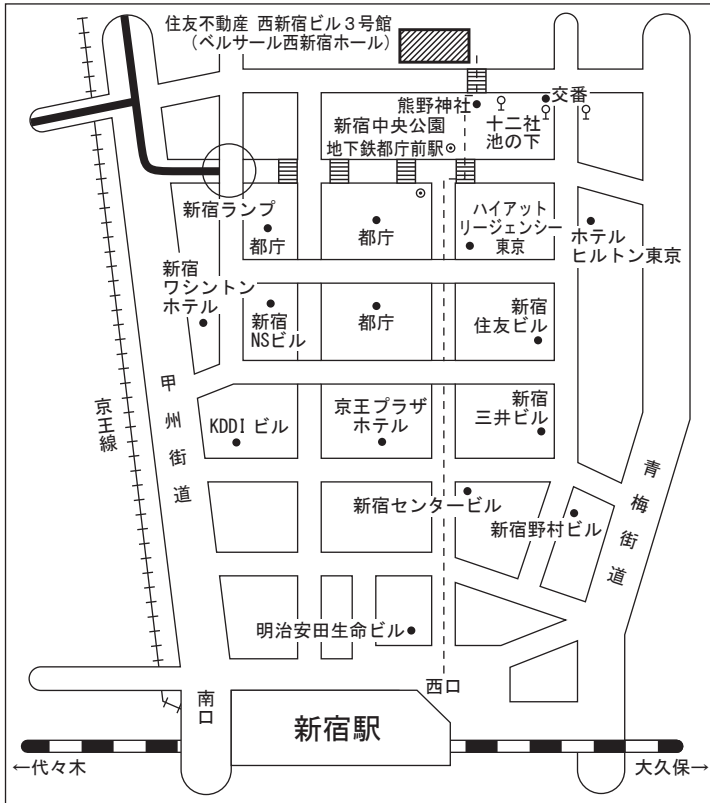 住友不動産 西新宿ビル３号館
（ベルサール西新宿ホール）
熊野神社
交番
十二社
池の下
新宿中央公園
地下鉄都庁前駅
新宿ランプ
都庁
都庁
ハイアット
リージェンシー
東京
ホテル
ヒルトン東京
新宿
ワシントン
ホテル
新宿
NSビル
都庁
新宿
住友ビル
甲州街道
京王線
KDDI ビル
京王プラザ
ホテル
新宿
三井ビル
青梅街道
新宿センタービル
新宿野村ビル
明治安田生命ビル
南口
西口
新宿駅
←代々木
大久保→